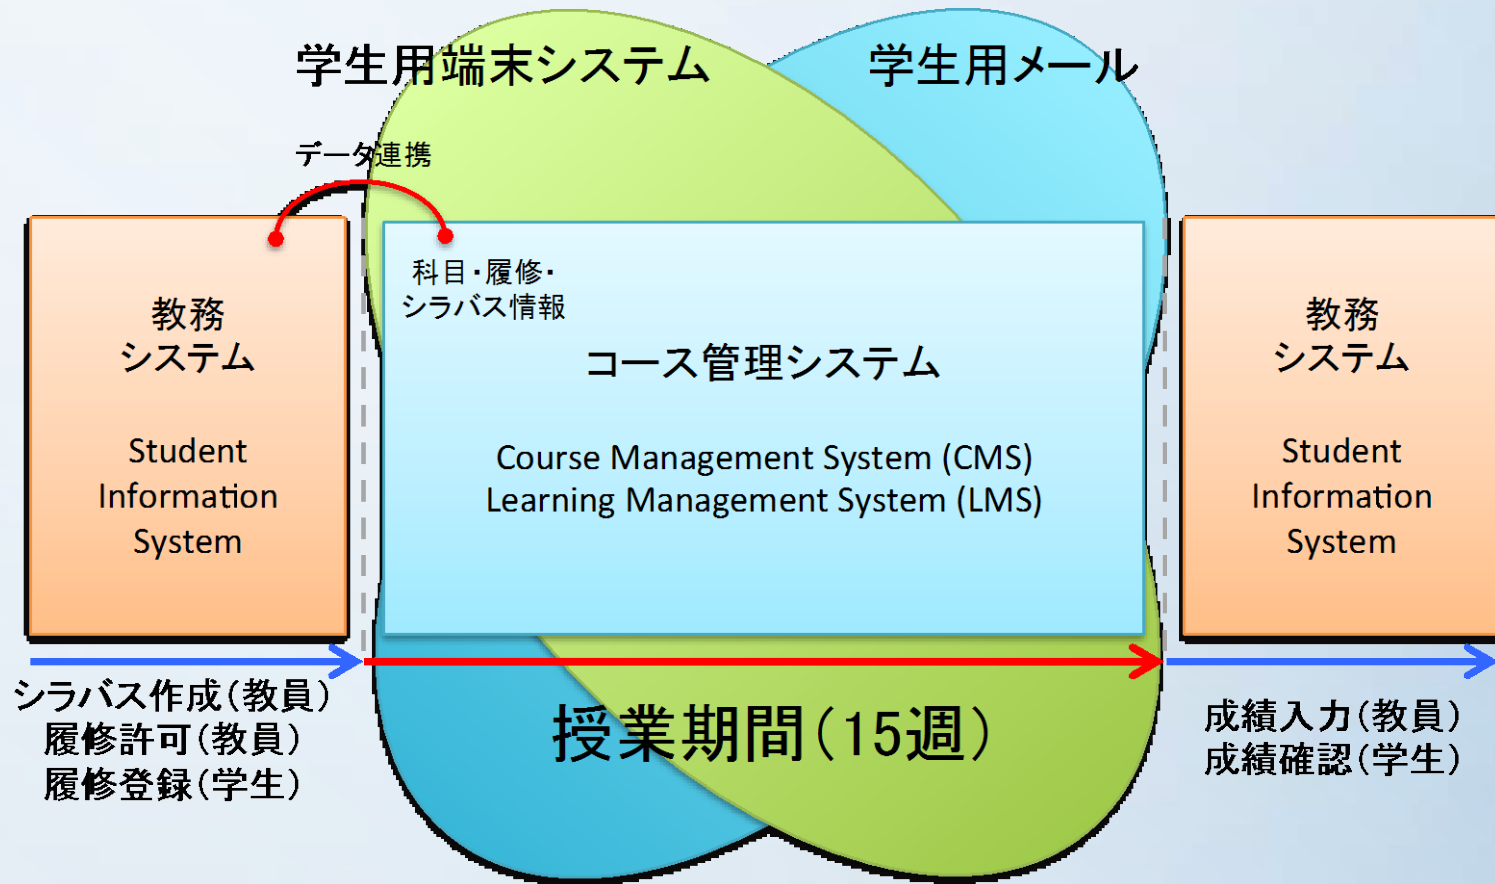 学生用端末システム
学生用メール
データ連携
科目・履修・
シラバス情報
教務
システム
Student
Information
System
コース管理システム
Course Management System (CMS)
Learning Management System (LMS)
教務
システム
Student
Information
System
シラバス作成(教員)
履修許可(教員)
履修登録(学生)
授業期間(15週)
成績入力(教員)
成績確認(学生)